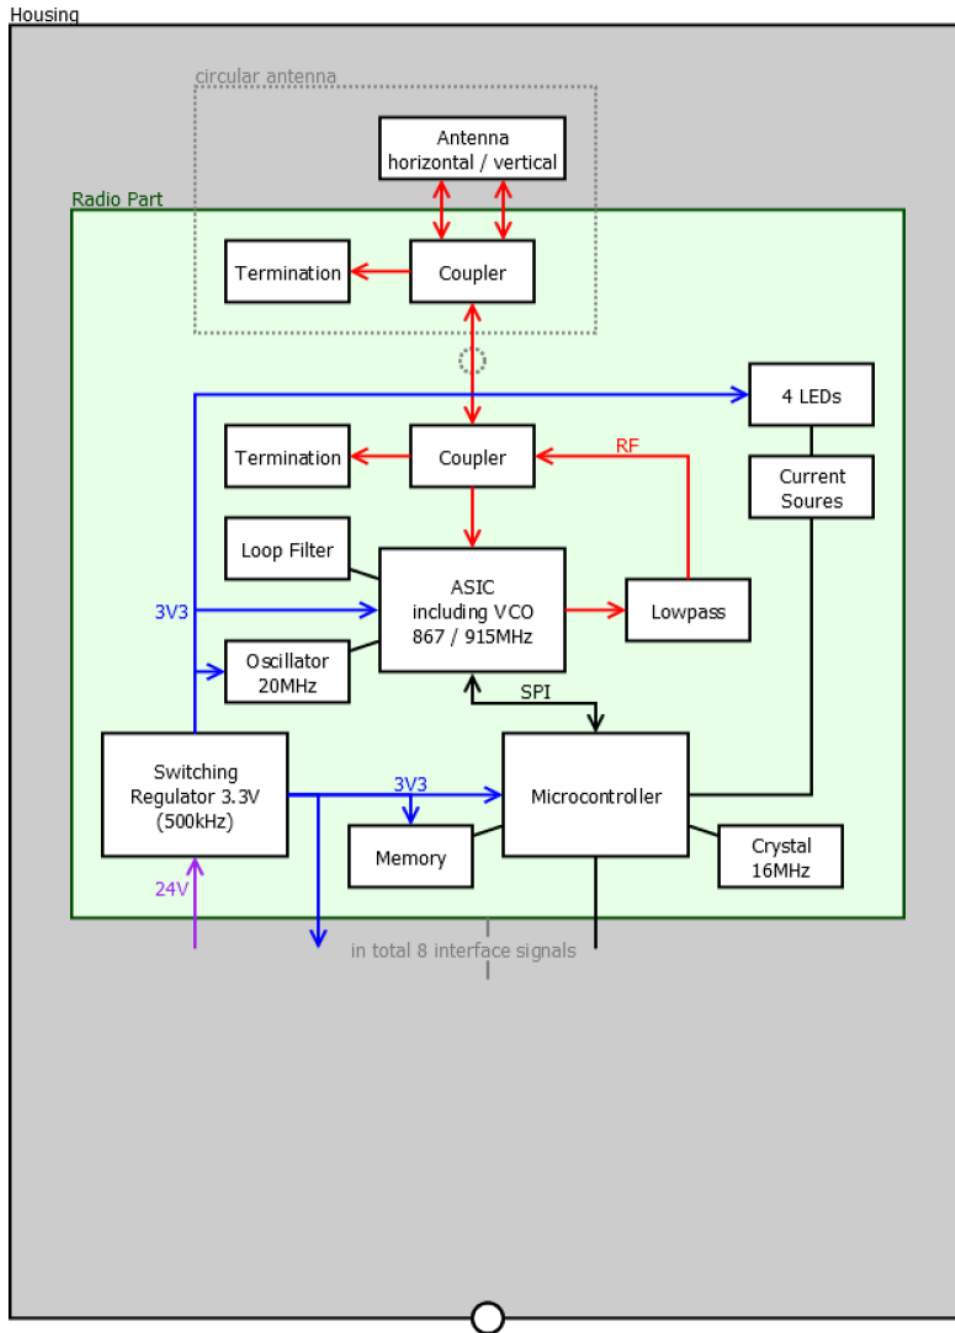 Housing
circular antenna
Antenna
horizontal / vertical
Radio Part
Termination
Coupler
4 LEDs
Termination
Coupler
RF
Current
Soures
Loop Filter
ASIC
including VCO
867 / 915MHz
3V3
Lowpass
Oscillator
20MHz
SPI
Switching
Regulator 3.3V
(500kHz)
3V3
Microcontroller
Memory
Crystal
16MHz
24V
in total 8 interface signals